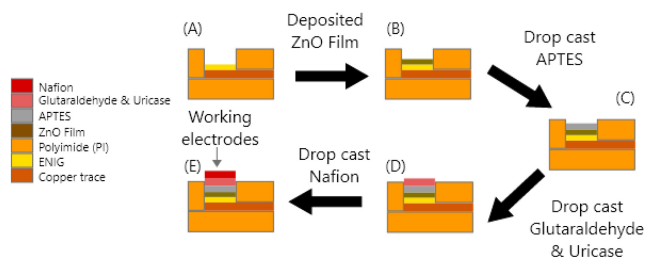 (A)
Deposited
ZnO Film
(B)
Drop cast
APTES
(C)
Nafion
Glutaraldehyde & Uricase
APTES
ZnO Film
Polyimide (PI)
ENIG
Copper trace
Working
electrodes
(E)
Drop cast
Nafion
(D)
Drop cast
Glutaraldehyde
& Uricase